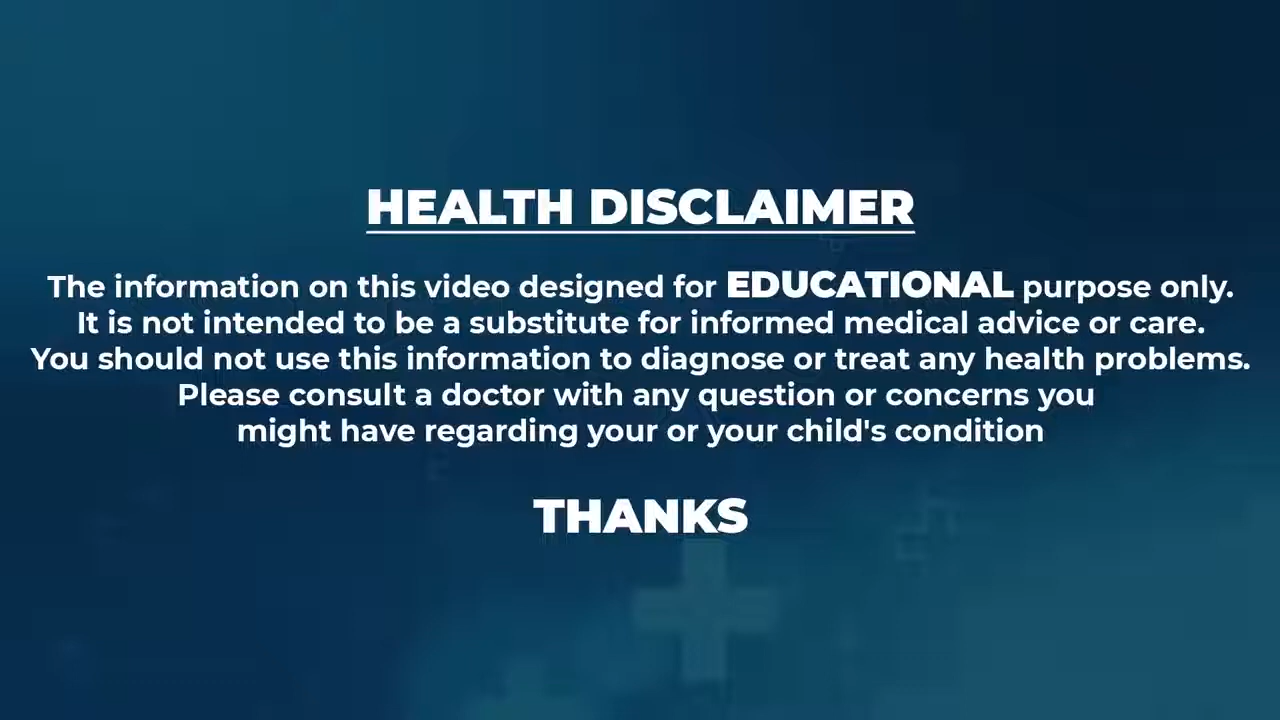 HEALTH DISCLAIMER
The information on this video designed for EDUCATIONAL purpose only.
It is not intended to be a substitute for informed medical advice or care.
You should not use this information to diagnose or treat any health problems.
Please consult a doctor with any question or concerns you
might have regarding your or your child's condition
THANKS